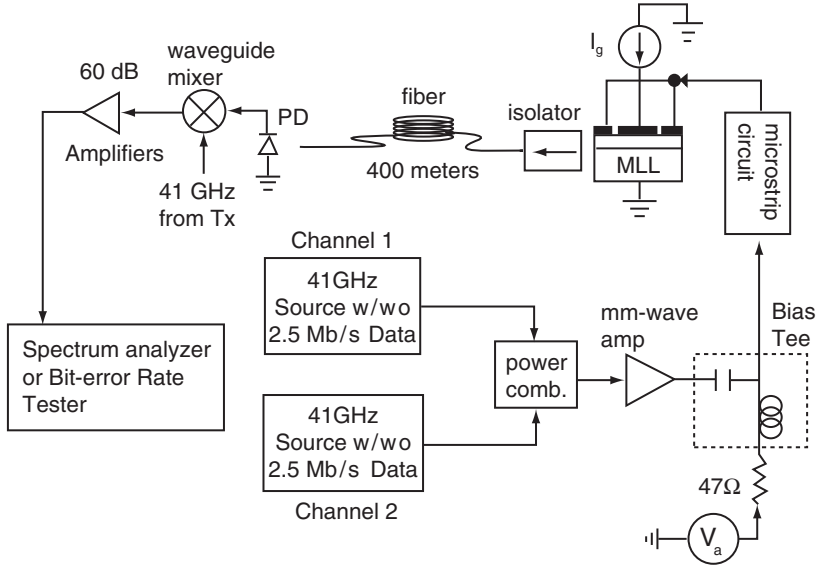 waveguide
mixer
60 dB
Amplifiers
PD
41 GHz
from Tx
fiber
400 meters
isolator
Ig
MLL
microstrip
circuit
Channel 1
41GHz
Source w/wo
2.5 Mb/s Data
Spectrum analyzer
or Bit-error Rate
Tester
power
comb.
mm-wave
amp
Bias
Tee
41GHz
Source w/wo
2.5 Mb/s Data
Channel 2
47Ω
Va